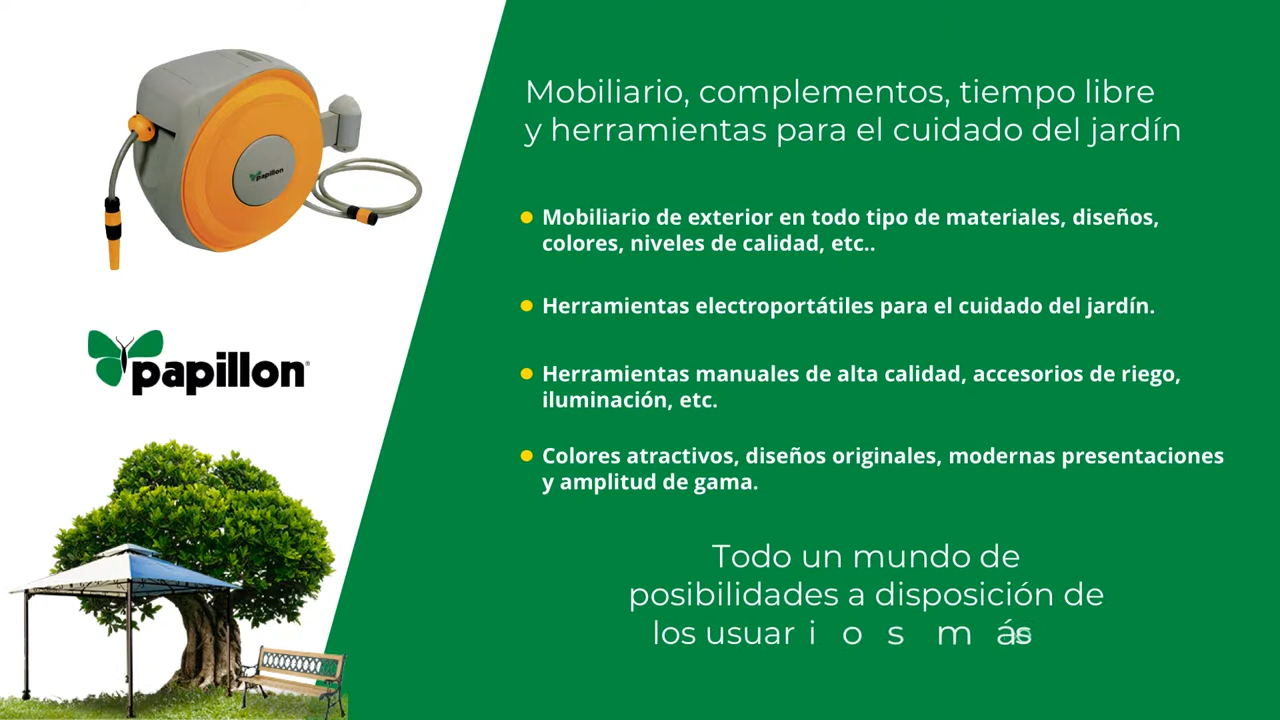 Mobiliario, complementos, tiempo libre
y herramientas para el cuidado del jardín
papillon
Mobiliario de exterior en todo tipo de materiales, diseños,
colores, niveles de calidad, etc..
Herramientas electroportátiles para el cuidado del jardín.
papillon®
Herramientas manuales de alta calidad, accesorios de riego,
iluminación, etc.
Colores atractivos, diseños originales, modernas presentaciones
y amplitud de gama.
Todo un mundo de
posibilidades a disposición de
los usuarios más